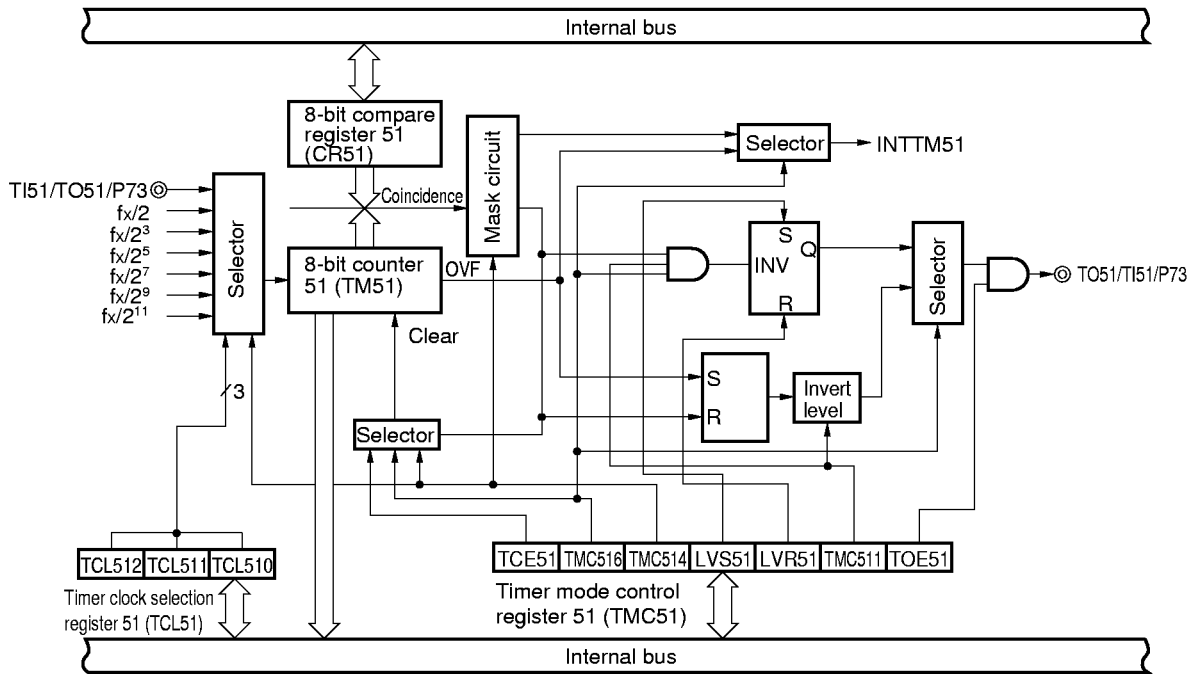 Internal bus
8-bit compare
register 51
(CR51)
Mask circuit
Selector
INTTM51
TI51/TO51/P73
fx/2
fx/2³
fx/2⁵
fx/2⁷
fx/2⁹
fx/2¹¹
Selector
Coincidence
8-bit counter
51 (TM51)
OVF
Clear
S
Q
INV
R
Selector
TO51/TI51/P73
3
Selector
S
R
Invert
level
TCL512
TCL511
TCL510
TCE51
TMC516
TMC514
LVS51
LVR51
TMC511
TOE51
Timer clock selection
register 51 (TCL51)
Timer mode control
register 51 (TMC51)
Internal bus